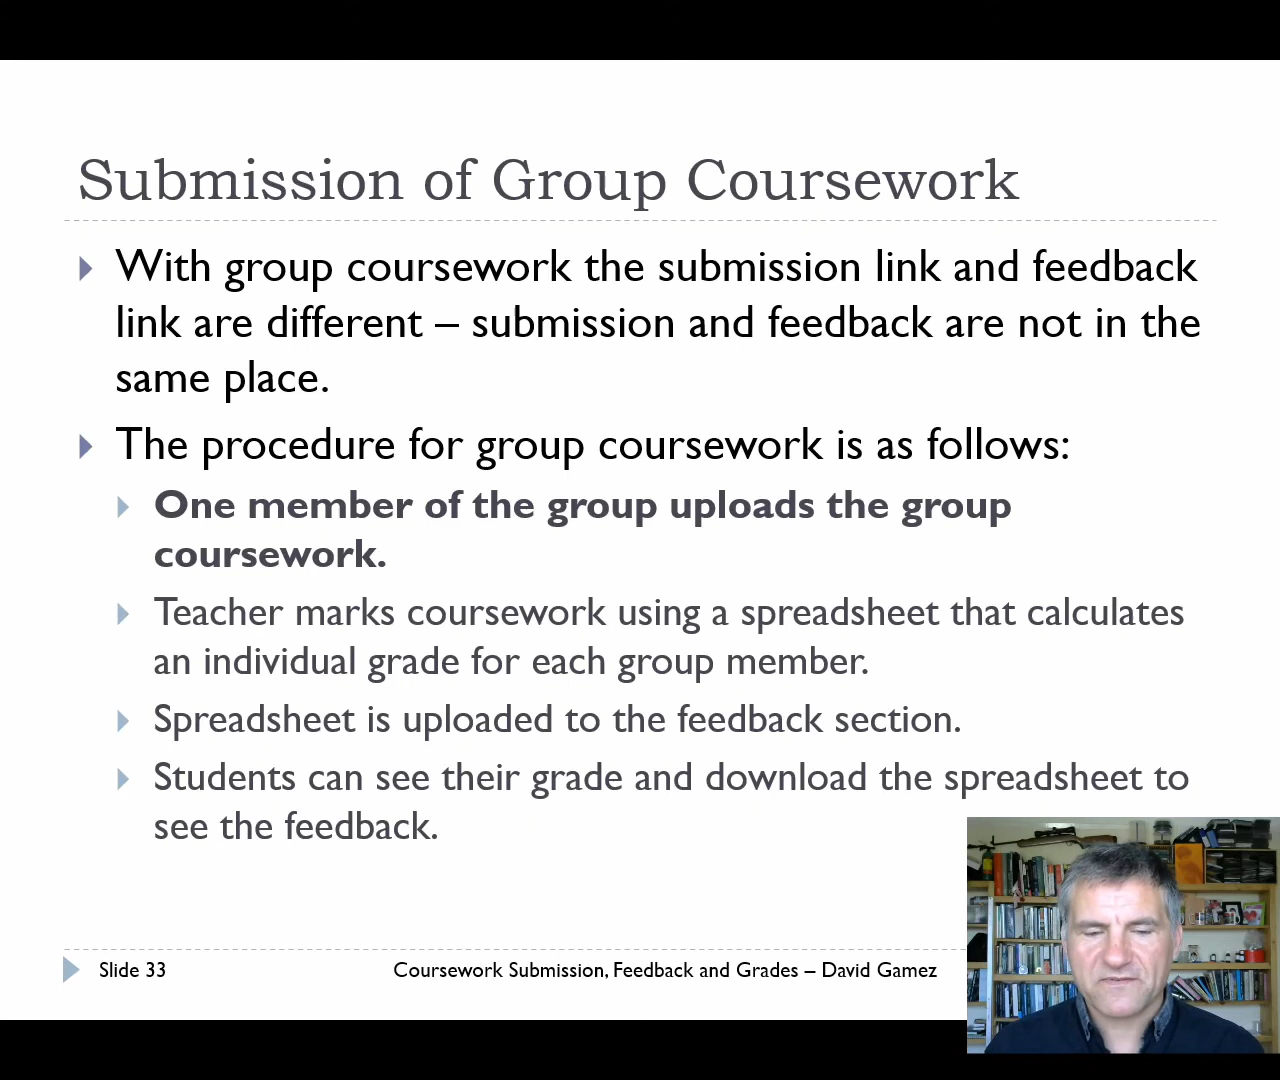 Submission of Group Coursework
With group coursework the submission link and feedback
link are different – submission and feedback are not in the
same place.
The procedure for group coursework is as follows:
One member of the group uploads the group
coursework.
Teacher marks coursework using a spreadsheet that calculates
an individual grade for each group member.
Spreadsheet is uploaded to the feedback section.
Students can see their grade and download the spreadsheet to
see the feedback.
Slide 33
Coursework Submission, Feedback and Grades – David Gamez